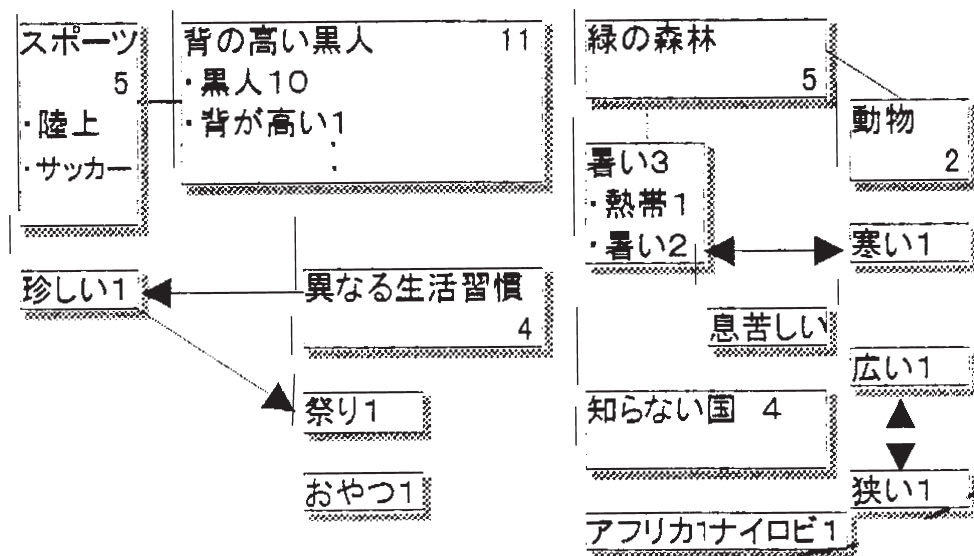 スポーツ
5
・陸上
・サッカー
背の高い黒人 11
・黒人10
・背が高い1
緑の森林
5
動物
2
暑い3
・熱帯1
・暑い2
寒い1
珍しい1
異なる生活習慣
4
息苦しい
広い1
祭り1
知らない国 4
おやつ1
狭い1
アフリカ1ナイロビ1